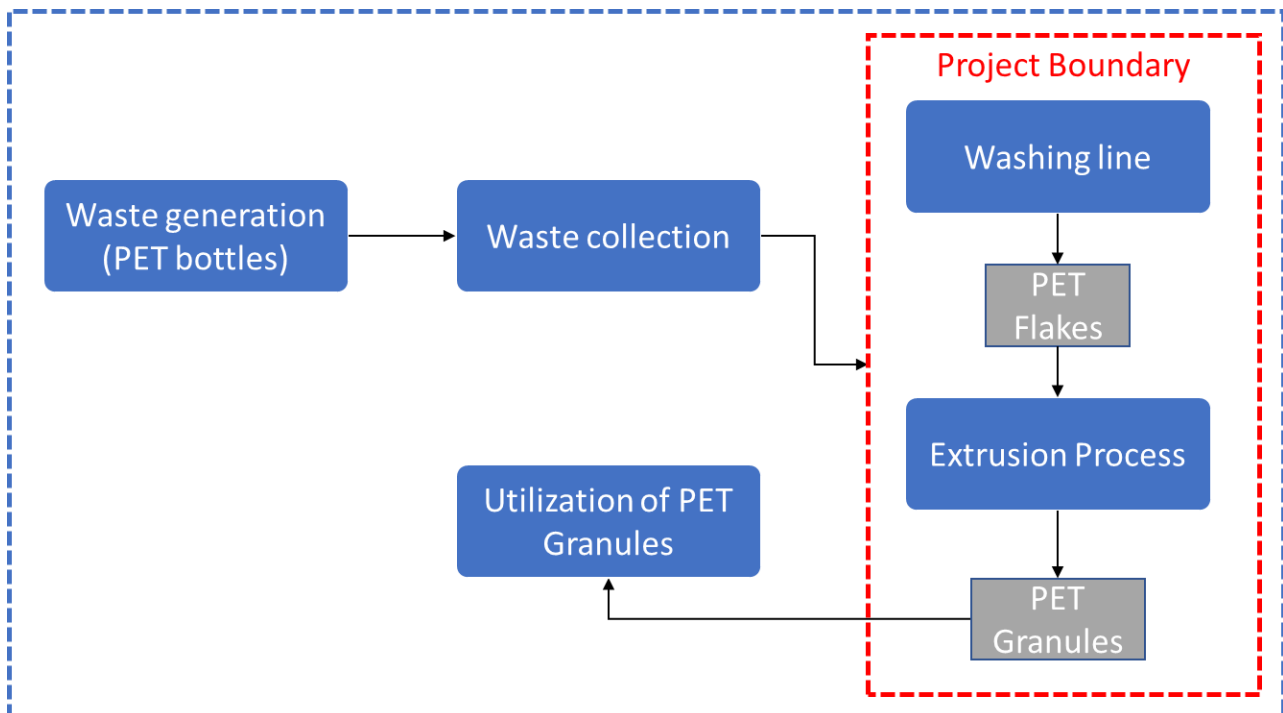 Project Boundary
Washing line
Waste generation
(PET bottles)
Waste collection
PET
Flakes
Extrusion Process
Utilization of PET
Granules
PET
Granules